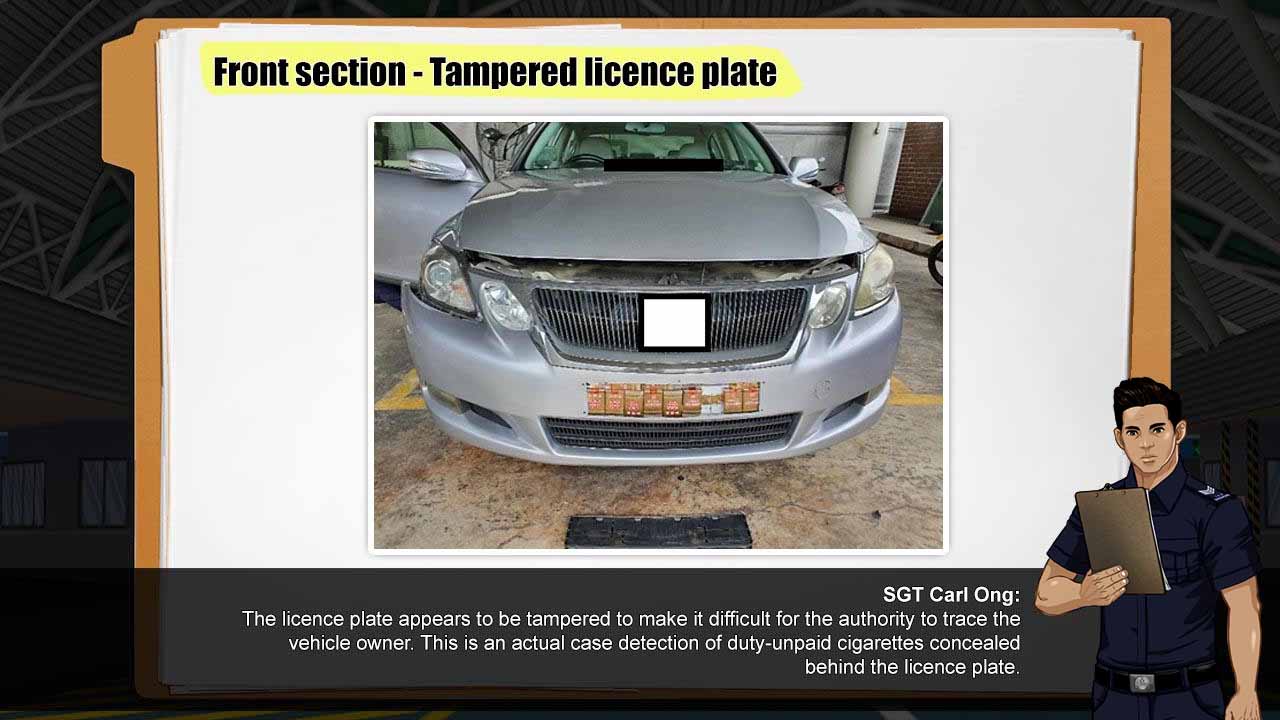 Front section - Tampered licence plate
SGT Carl Ong:
The licence plate appears to be tampered to make it difficult for the authority to trace the
vehicle owner. This is an actual case detection of duty-unpaid cigarettes concealed
behind the licence plate.